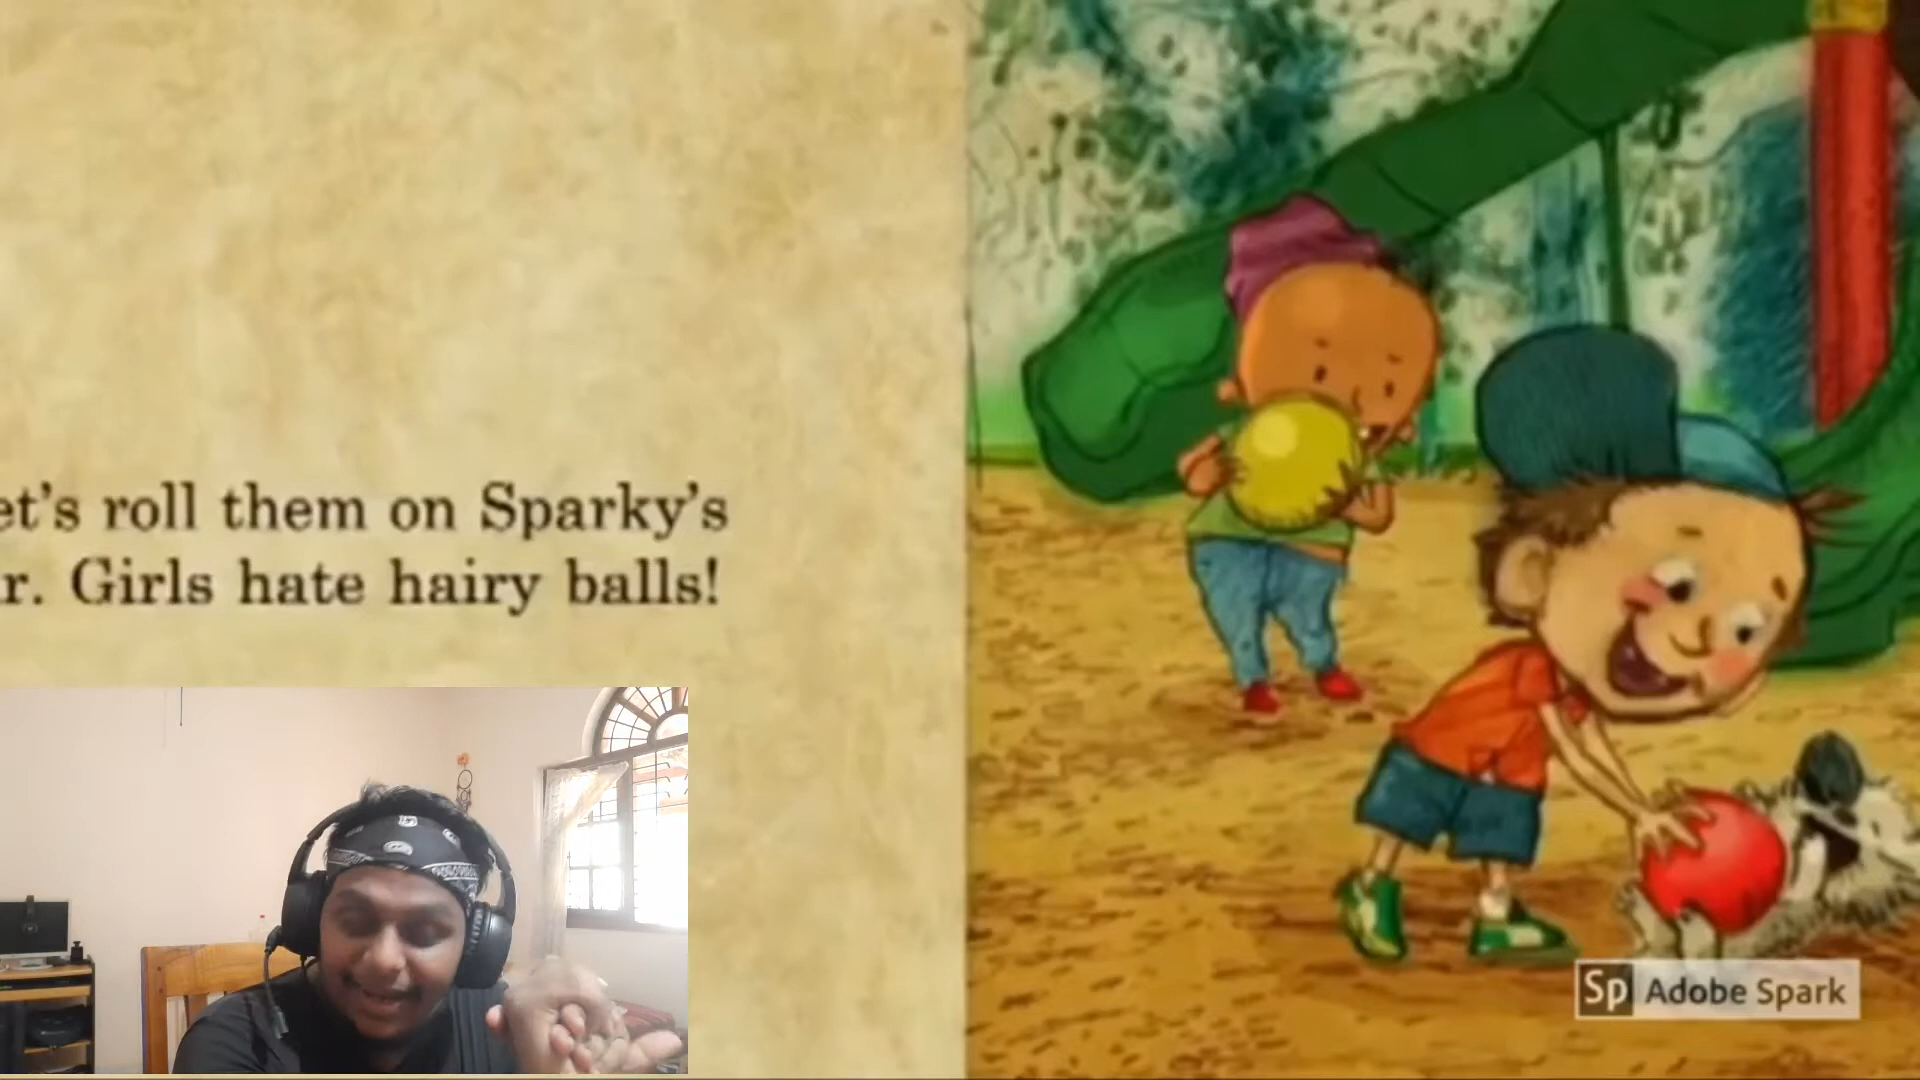 et's roll them on Sparky's
r. Girls hate hairy balls!
Sp Adobe Spark